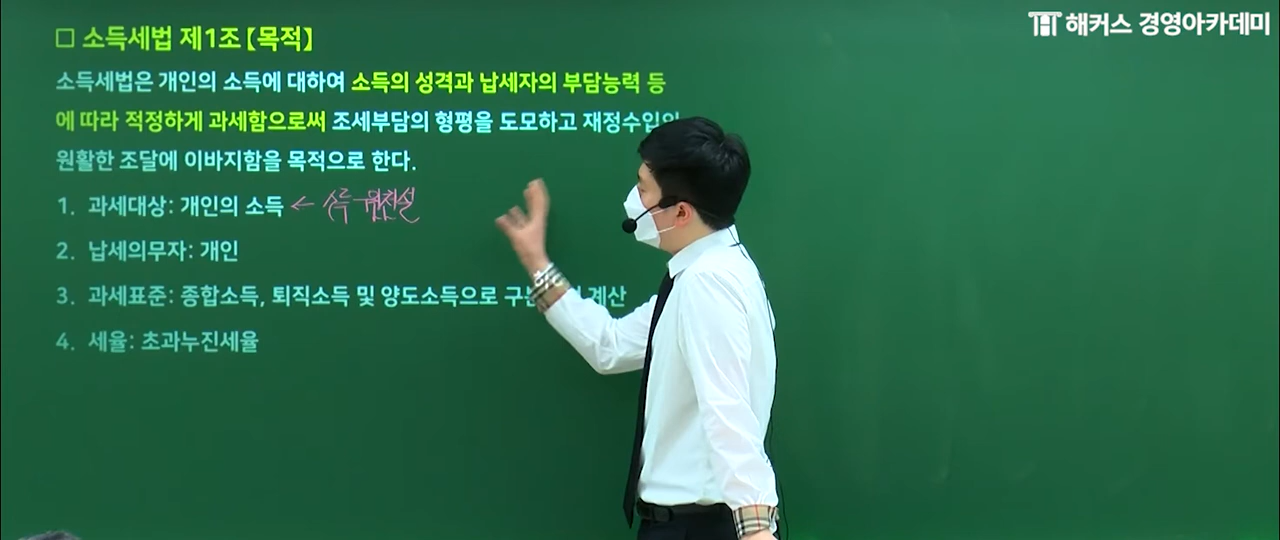 해커스 경영아카데미
□ 소득세법 제1조【목적】
소득세법은 개인의 소득에 대하여 소득의 성격과 납세자의 부담능력 등
에 따라 적정하게 과세함으로써 조세부담의 형평을 도모하고 재정수입의
원활한 조달에 이바지함을 목적으로 한다.
1. 과세대상: 개인의 소득 ← 소득원천설
2. 납세의무자: 개인
3. 과세표준: 종합소득, 퇴직소득 및 양도소득으로 구분 계산
4. 세율: 초과누진세율